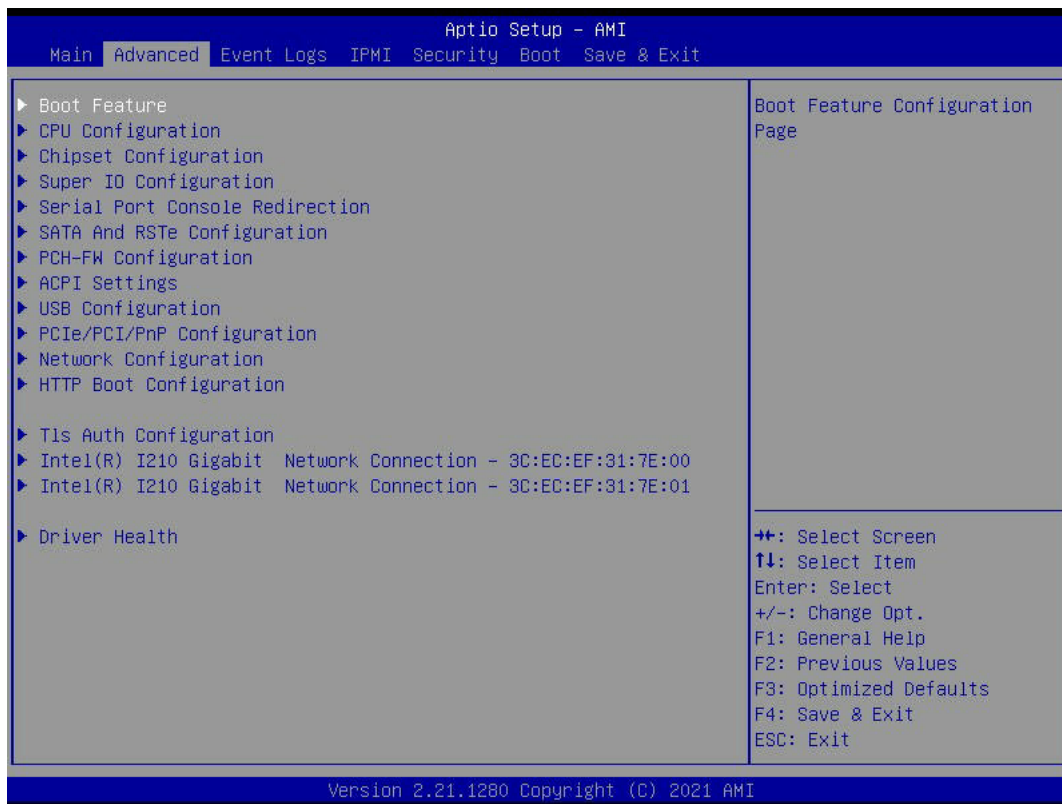 Aptio Setup – AMI
Main Advanced Event Logs IPMI Security Boot Save & Exit
▶ Boot Feature
▶ CPU Configuration
▶ Chipset Configuration
▶ Super IO Configuration
▶ Serial Port Console Redirection
▶ SATA And RSTe Configuration
▶ PCH-FW Configuration
▶ ACPI Settings
▶ USB Configuration
▶ PCIe/PCI/PnP Configuration
▶ Network Configuration
▶ HTTP Boot Configuration
▶ Tls Auth Configuration
▶ Intel(R) I210 Gigabit  Network Connection - 3C:EC:EF:31:7E:00
▶ Intel(R) I210 Gigabit  Network Connection - 3C:EC:EF:31:7E:01
▶ Driver Health
Boot Feature Configuration
Page
→←: Select Screen
↑↓: Select Item
Enter: Select
+/-: Change Opt.
F1: General Help
F2: Previous Values
F3: Optimized Defaults
F4: Save & Exit
ESC: Exit
Version 2.21.1280 Copyright (C) 2021 AMI